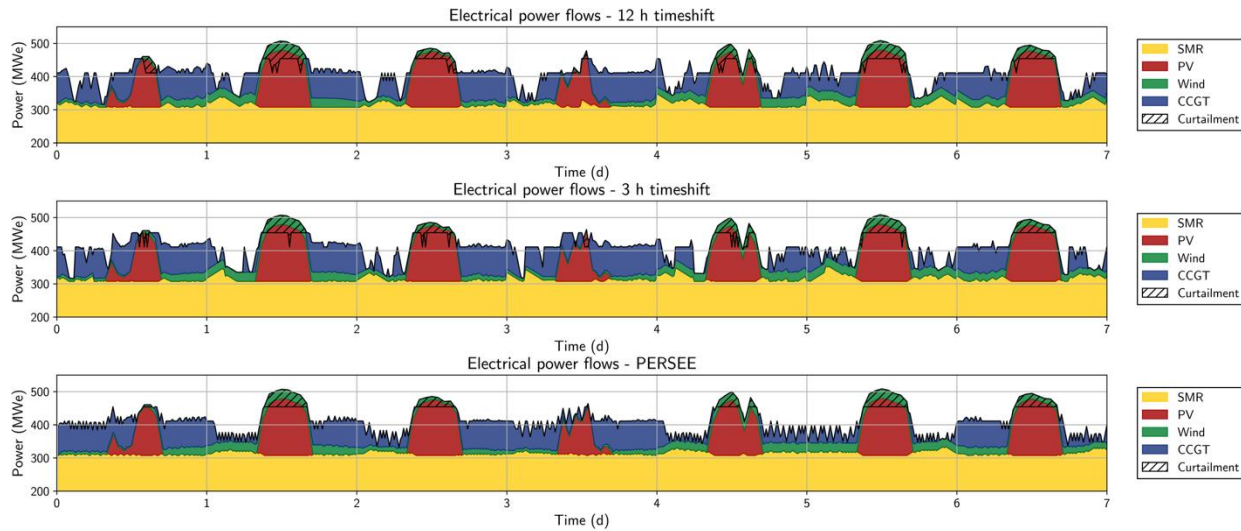 Electrical power flows - 12 h timeshift
500
400
300
200
Power (MWe)
0 1 2 3 4 5 6 7
Time (d)
SMR
PV
Wind
CCGT
Curtailment
Electrical power flows - 3 h timeshift
500
400
300
200
Power (MWe)
0 1 2 3 4 5 6 7
Time (d)
SMR
PV
Wind
CCGT
Curtailment
Electrical power flows - PERSEE
500
400
300
200
Power (MWe)
0 1 2 3 4 5 6 7
Time (d)
SMR
PV
Wind
CCGT
Curtailment